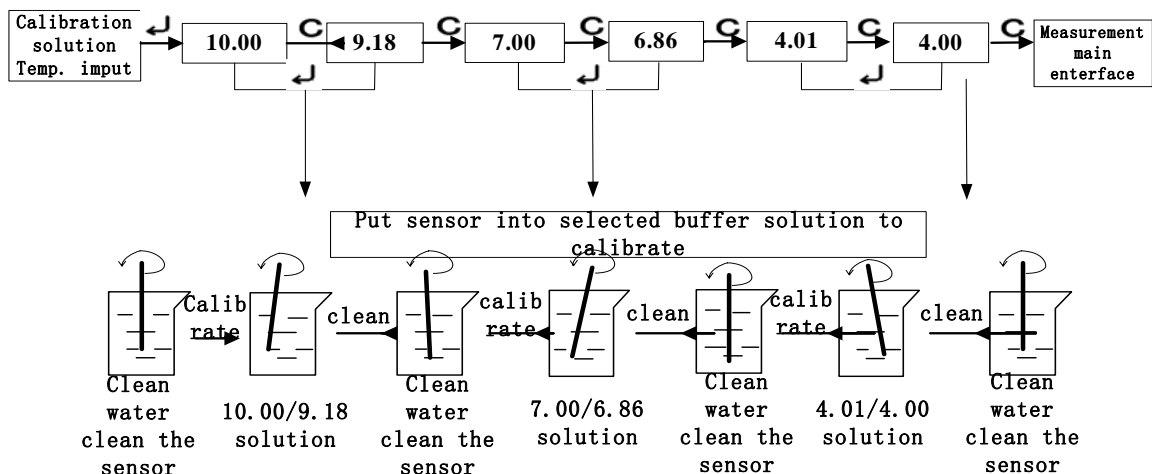 Calibration
solution
Temp. imput
↵
10.00
C
9.18
C
7.00
C
6.86
C
4.01
C
4.00
C
Measurement
main
enterface
↵
↵
↵
Put sensor into selected buffer solution to
calibrate
Calib
rate
clean
calib
rate
clean
calib
rate
clean
Clean
water
clean the
sensor
10.00/9.18
solution
Clean
water
clean the
sensor
7.00/6.86
solution
Clean
water
clean the
sensor
4.01/4.00
solution
Clean
water
clean the
sensor